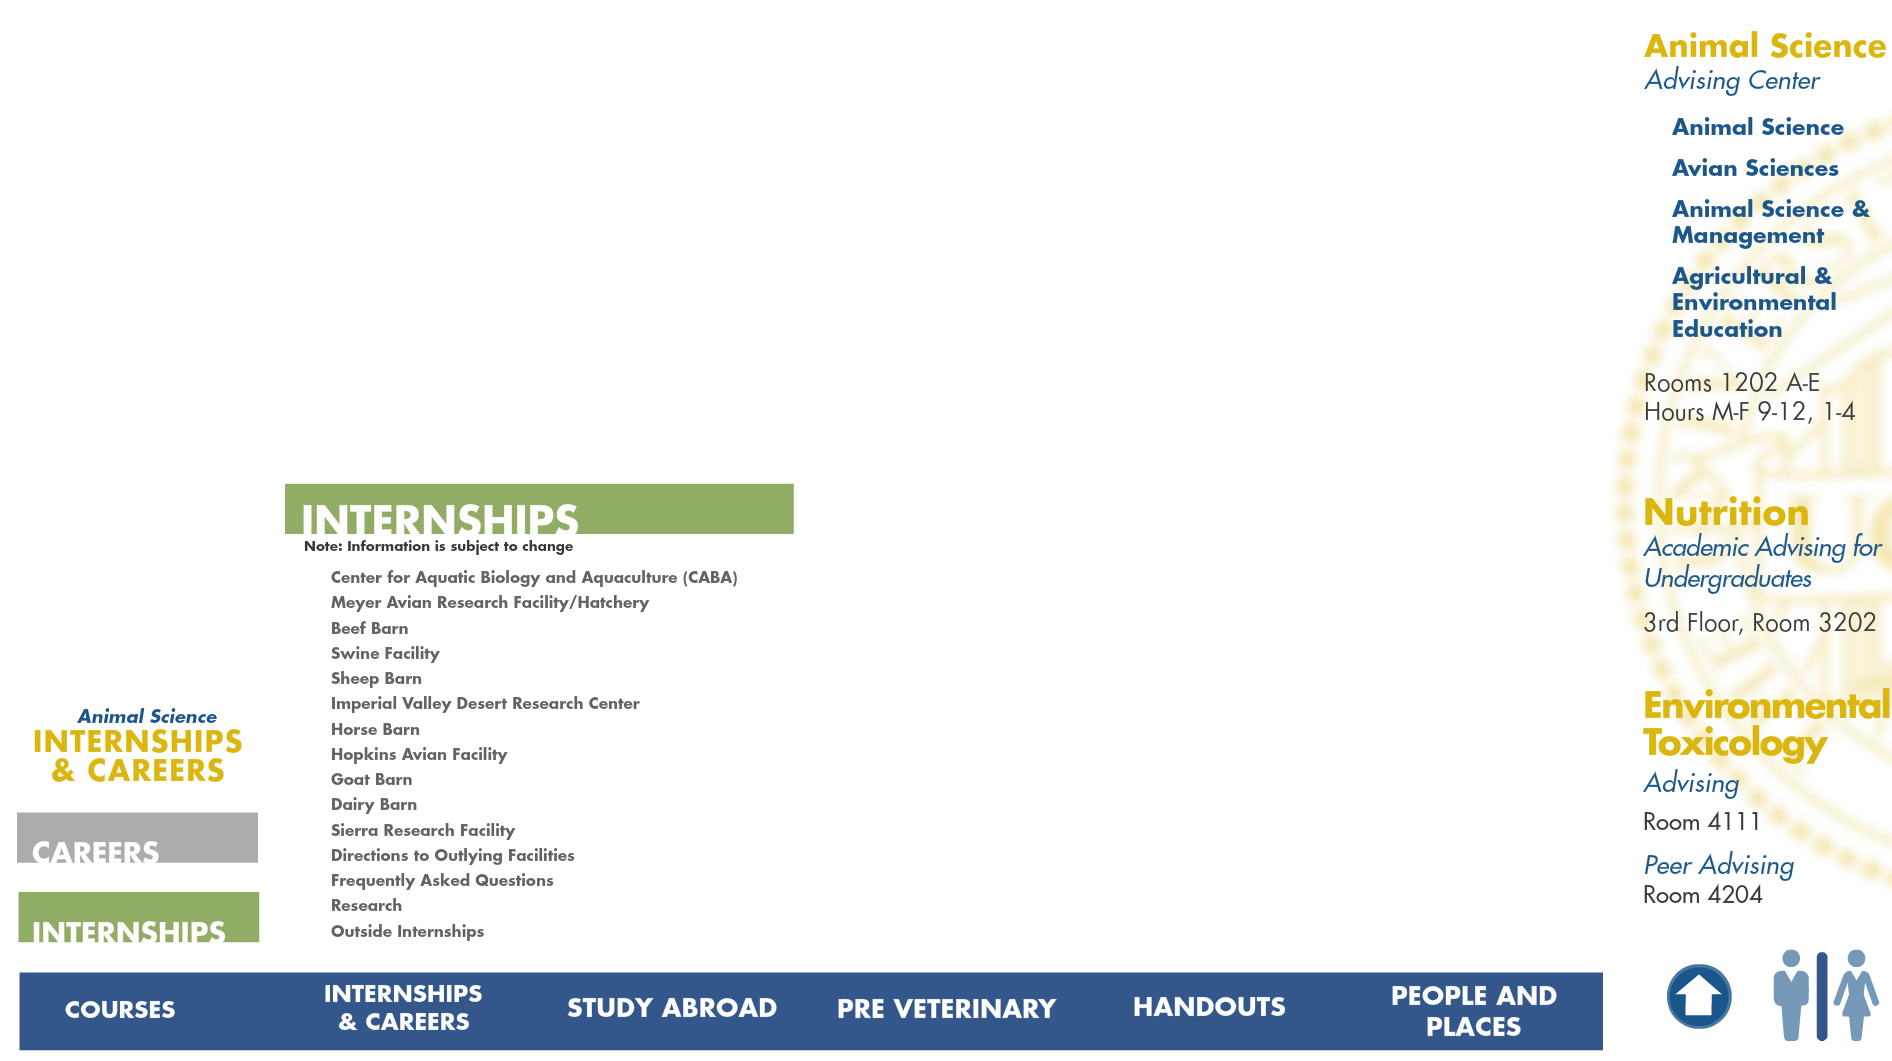 Animal Science
Advising Center
Animal Science
Avian Sciences
Animal Science &
Management
Agricultural &
Environmental
Education
Rooms 1202 A-E
Hours M-F 9-12, 1-4
Nutrition
Academic Advising for
Undergraduates
3rd Floor, Room 3202
Environmental
Toxicology
Advising
Room 4111
Peer Advising
Room 4204
INTERNSHIPS
Note: Information is subject to change
Center for Aquatic Biology and Aquaculture (CABA)
Meyer Avian Research Facility/Hatchery
Beef Barn
Swine Facility
Sheep Barn
Imperial Valley Desert Research Center
Horse Barn
Hopkins Avian Facility
Goat Barn
Dairy Barn
Sierra Research Facility
Directions to Outlying Facilities
Frequently Asked Questions
Research
Outside Internships
Animal Science
INTERNSHIPS
& CAREERS
CAREERS
INTERNSHIPS
COURSES
INTERNSHIPS
& CAREERS
STUDY ABROAD
PRE VETERINARY
HANDOUTS
PEOPLE AND
PLACES